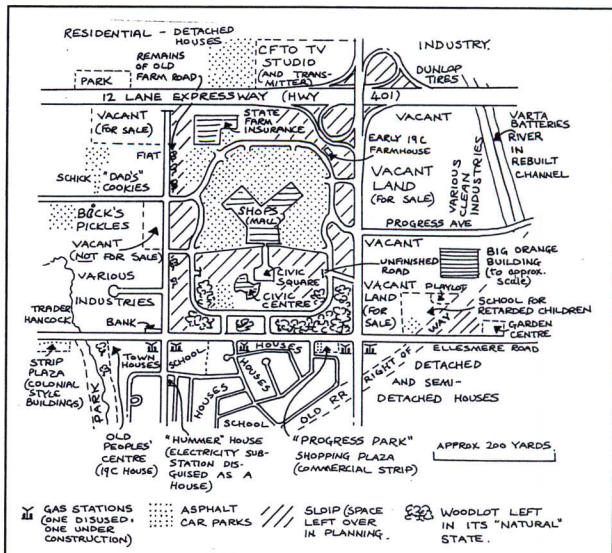 RESIDENTIAL - DETACHED
HOUSES
REMAINS
OF OLD
FARM ROAD
CFTO TV
STUDIO
(AND TRANS-
MITTER)
INDUSTRY.
DUNLOP
TIRES
PARK
12 LANE EXPRESSWAY (HWY 401)
VACANT
(FOR SALE)
STATE
FARM
INSURANCE
VACANT
VARTA
BATTERIES
RIVER
IN
REBUILT
CHANNEL
FIAT
EARLY 19C
FARMHOUSE
SCHICK
"DAD'S"
COOKIES
VACANT
LAND
(FOR SALE)
VARIOUS
CLEAN
INDUSTRIES
SHOPS
(MALL)
BICK'S
PICKLES
PROGRESS AVE
VACANT
(NOT FOR SALE)
VACANT
UNFINISHED
ROAD
BIG ORANGE
BUILDING
(to approx.
scale)
CIVIC
SQUARE
VARIOUS
INDUSTRIES
CIVIC
CENTRE
VACANT
LAND
(FOR
SALE)
PLAYLOT
SCHOOL FOR
RETARDED CHILDREN
TRADER
HANCOCK
BANK
GARDEN
CENTRE
ELLESMERE ROAD
STRIP
PLAZA
(COLONIAL
STYLE
BUILDINGS)
PARK
TOWN
HOUSES
SCHOOL
HOUSES
HOUSES
HOUSES
HOUSES
SCHOOL
OLD RR RIGHT OF WAY
DETACHED
AND SEMI-
DETACHED HOUSES
OLD
PEOPLES'
CENTRE
(19C HOUSE)
"HUMMER" HOUSE
(ELECTRICITY SUB-
STATION DIS-
GUISED AS A
HOUSE)
"PROGRESS PARK"
SHOPPING PLAZA
(COMMERCIAL STRIP)
APPROX 200 YARDS.
GAS STATIONS
(ONE DISUSED,
ONE UNDER
CONSTRUCTION)
ASPHALT
CAR PARKS
SLOIP (SPACE
LEFT OVER
IN PLANNING.
WOODLOT LEFT
IN ITS "NATURAL"
STATE.